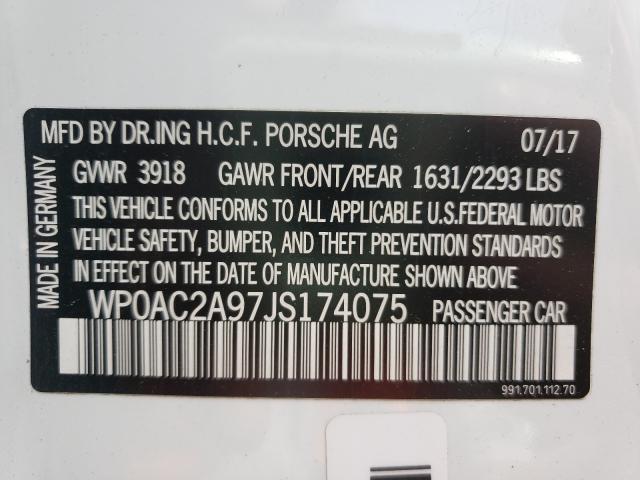 MFD BY DR.ING H.C.F. PORSCHE AG 07/17
GVWR 3918 GAWR FRONT/REAR 1631/2293 LBS
THIS VEHICLE CONFORMS TO ALL APPLICABLE U.S.FEDERAL MOTOR
VEHICLE SAFETY, BUMPER, AND THEFT PREVENTION STANDARDS
IN EFFECT ON THE DATE OF MANUFACTURE SHOWN ABOVE
WP0AC2A97JS174075 PASSENGER CAR
991.701.112.70
MADE IN GERMANY